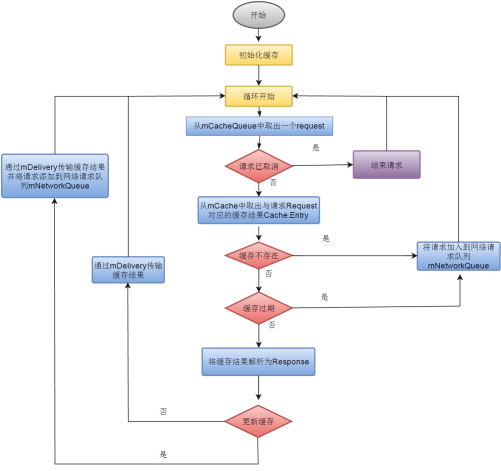 开始
初始化缓存
循环开始
从mCacheQueue中取出一个request
是
请求已取消
结束请求
否
通过mDelivery传输缓存结果
并将请求添加到网络请求队
列mNetworkQueue
从mCache中取出与请求Request
对应的缓存结果Cache.Entry
是
缓存不存在
将请求加入到网络请
求队列
mNetworkQueue
否
通过mDelivery传输
缓存结果
是
缓存过期
否
将缓存结果解析为Response
否
更新缓存
是